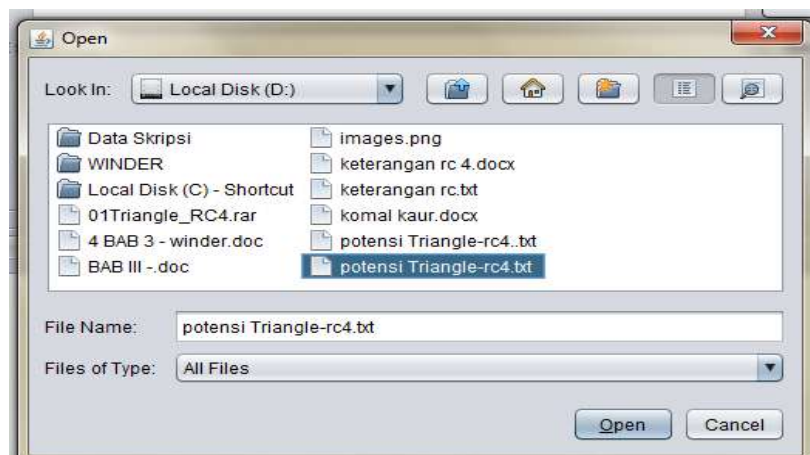 Open
Look In:
Local Disk (D:)
Data Skripsi
WINDER
Local Disk (C) - Shortcut
01Triangle_RC4.rar
4 BAB 3 - winder.doc
BAB III -.doc
images.png
keterangan rc 4.docx
keterangan rc.txt
komal kaur.docx
potensi Triangle-rc4..txt
potensi Triangle-rc4.txt
File Name: potensi Triangle-rc4.txt
Files of Type: All Files
Open Cancel